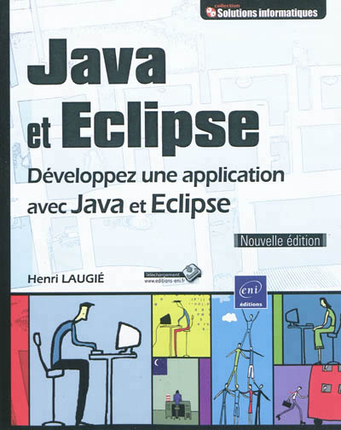 collection
Solutions informatiques
Java
et Eclipse
Développez une application
avec Java et Eclipse
Nouvelle édition
Henri LAUGIÉ
téléchargement
www.editions-eni.fr
eni
éditions